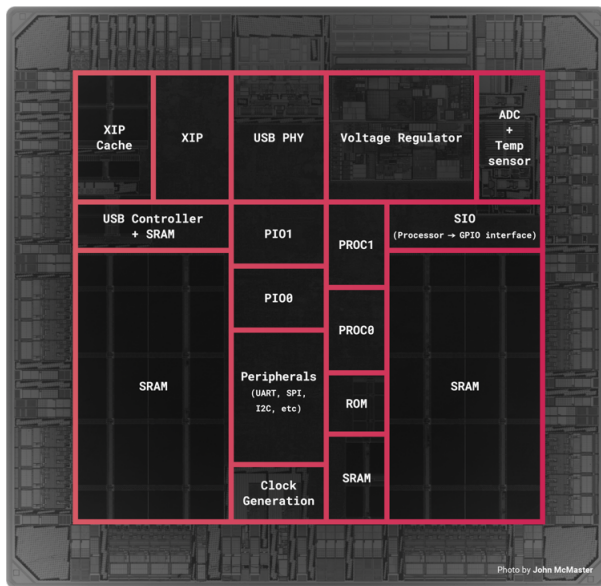 XIP
Cache
XIP
USB PHY
Voltage Regulator
ADC
+
Temp
sensor
USB Controller
+ SRAM
PIO1
PROC1
SIO
(Processor → GPIO interface)
PIO0
PROC0
SRAM
Peripherals
(UART, SPI,
I2C, etc)
ROM
SRAM
Clock
Generation
SRAM
Photo by John McMaster